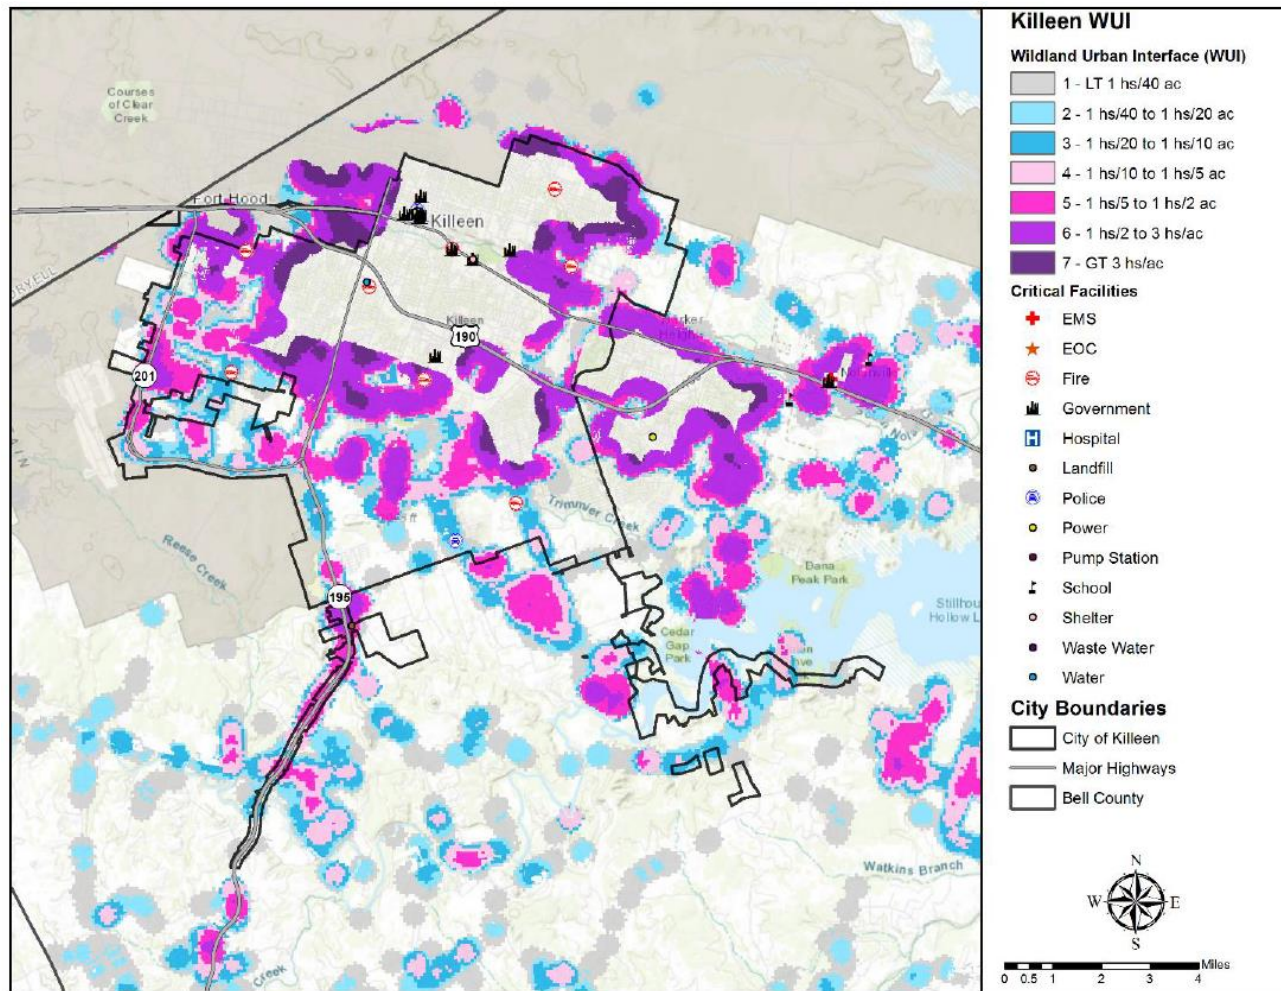 Courses
of Clear
Creek
Fort Hood
Killeen
Killeen
190
201
195
Trimmier Creek
Reese Creek
Dana
Peak Park
Cedar
Gap
Park
Watkins Branch
Creek
Killeen WUI
Wildland Urban Interface (WUI)
1 - LT 1 hs/40 ac
2 - 1 hs/40 to 1 hs/20 ac
3 - 1 hs/20 to 1 hs/10 ac
4 - 1 hs/10 to 1 hs/5 ac
5 - 1 hs/5 to 1 hs/2 ac
6 - 1 hs/2 to 3 hs/ac
7 - GT 3 hs/ac
Critical Facilities
EMS
EOC
Fire
Government
H Hospital
Landfill
Police
Power
Pump Station
School
Shelter
Waste Water
Water
City Boundaries
City of Killeen
Major Highways
Bell County
N
W E
S
Miles
0 0.5 1 2 3 4